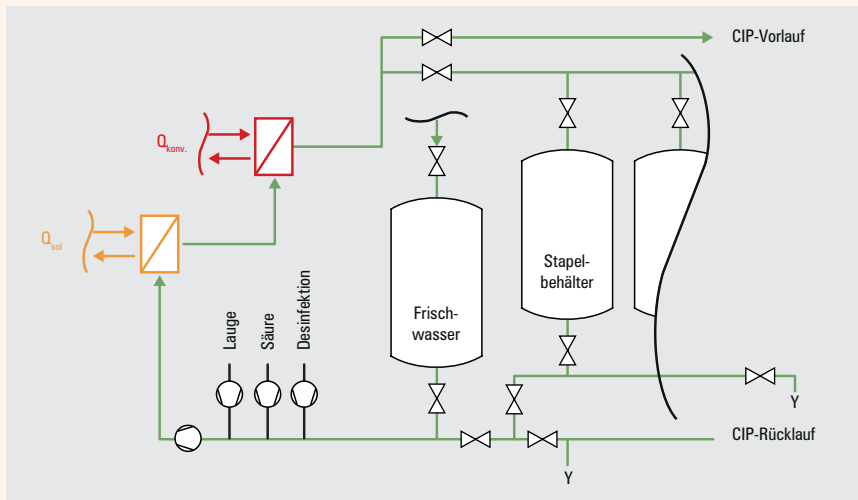 CIP-Vorlauf
Qkonv.
Qsol
Stapel-
behälter
Frisch-
wasser
Lauge
Säure
Desinfektion
Y
CIP-Rücklauf
Y